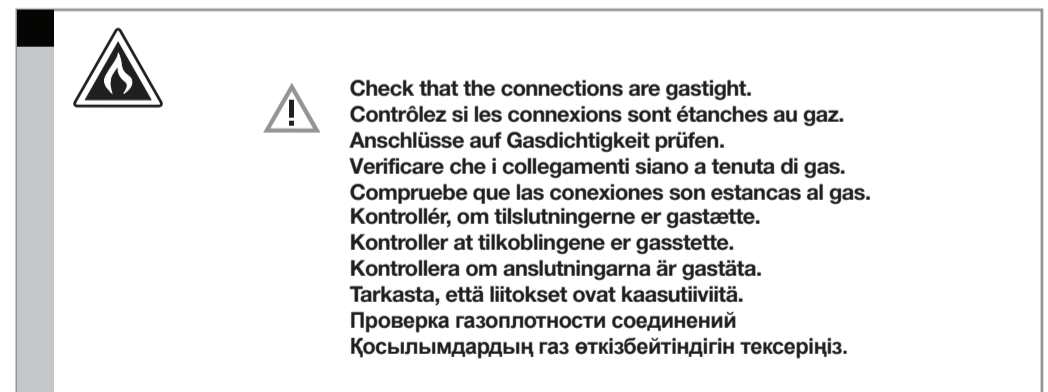 Check that the connections are gastight.
Contrôlez si les connexions sont étanches au gaz.
Anschlüsse auf Gasdichtigkeit prüfen.
Verificare che i collegamenti siano a tenuta di gas.
Compruebe que las conexiones son estancas al gas.
Kontrollér, om tilslutningerne er gastætte.
Kontroller at tilkoblingene er gasstette.
Kontrollera om anslutningarna är gastäta.
Tarkasta, että liitokset ovat kaasutiiviitä.
Проверка газоплотности соединений
Қосылымдардың газ өткізбейтіндігін тексеріңіз.